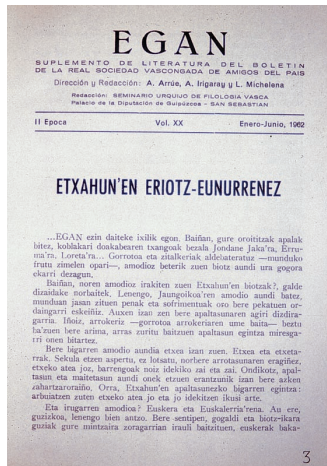 EGAN
SUPLEMENTO DE LITERATURA DEL BOLETIN
DE LA REAL SOCIEDAD VASCONGADA DE AMIGOS DEL PAIS
Dirección y Redacción: A. Arrúe, A. Irigaray y L. Michelena
Redacción: SEMINARIO URQUIJO DE FILOLOGIA VASCA
Palacio de la Diputación de Guipúzcoa - SAN SEBASTIAN
II Epoca Vol. XX Enero-Junio, 1962
ETXAHUN'EN ERIOTZ-EUNURRENEZ
...EGAN ezin daiteke ixilik egon. Baiñan, gure oroititzak apalak
bitez, koblakari doakabearen txangoak bezala Jondane Jaka'ra, Erru-
ma'ra, Loreta'ra... Gorrotoa eta zitalkeriak aldebateratuz —munduko
frutu zimelen opari—, amodioz beterik zuen biotz aundi ura gogora
ekarri dezagun.
Baiñan, noren amodioz irakiten zuen Etxahun'en biotzak?, galde
dizaidake norbaitek. Lenengo, Jaungoikoa'ren amodio aundi batez,
munduan jasan zituen penak eta sofrimentuak oro bere pekatuen or-
daingarri eskeiñiz. Auxen izan zen bere apaltasunaren agiri dizdira-
garria. Iñoiz, arrokeriz —gorrotoa arrokeriaren ume baita— beztu
ba'zuen bere arima, arras zuritu baitzuen apaltasun egintza miresga-
rri onen bitartez.
Bere bigarren amodio aundia etxea izan zuen. Etxea eta etxeta-
rrak. Sekula etzen aspertu, ez lotsatu, norbere arrotasunaren eragiñez,
etxeko atea joz, barrengoak noiz idekiko zai eta zai. Ondikotz, apal-
tasun eta maitetasun aundi onek etzuen erantzunik izan bere azken
zahartzaroraiño. Orra, Etxahun'en apaltasunezko bigarren egintza:
arbuiatzen zuten etxeko atea jo eta jo idekitzen ikusi arte.
Eta irugarren amodioa? Euskera eta Euskalerria'rena. Au ere,
guzizkoa, lenengo bien antzo. Bere sentipen, gogaldi eta biotz-ikara
guziak gure mintzaira zoragarrian irauli baitzituen, euskerak baka-
3